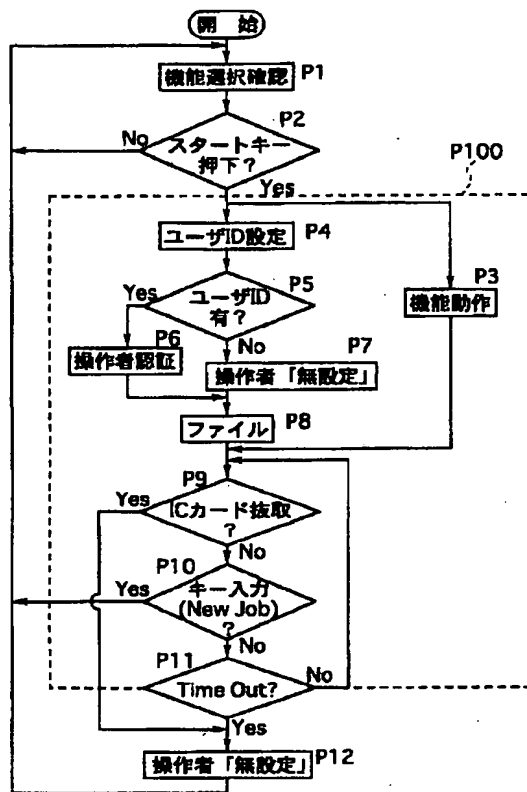 開始
機能選択確認 P1
P2
No
スタートキー
押下?
Yes
P100
ユーザID設定 P4
P3
機能動作
P5
Yes
ユーザID
有?
P6
操作者認証
No
P7
操作者「無設定」
ファイル P8
P9
Yes
ICカード抜取
?
No
P10
Yes
キー入力
(New Job)
?
No
P11
Time Out?
No
Yes
操作者「無設定」 P12